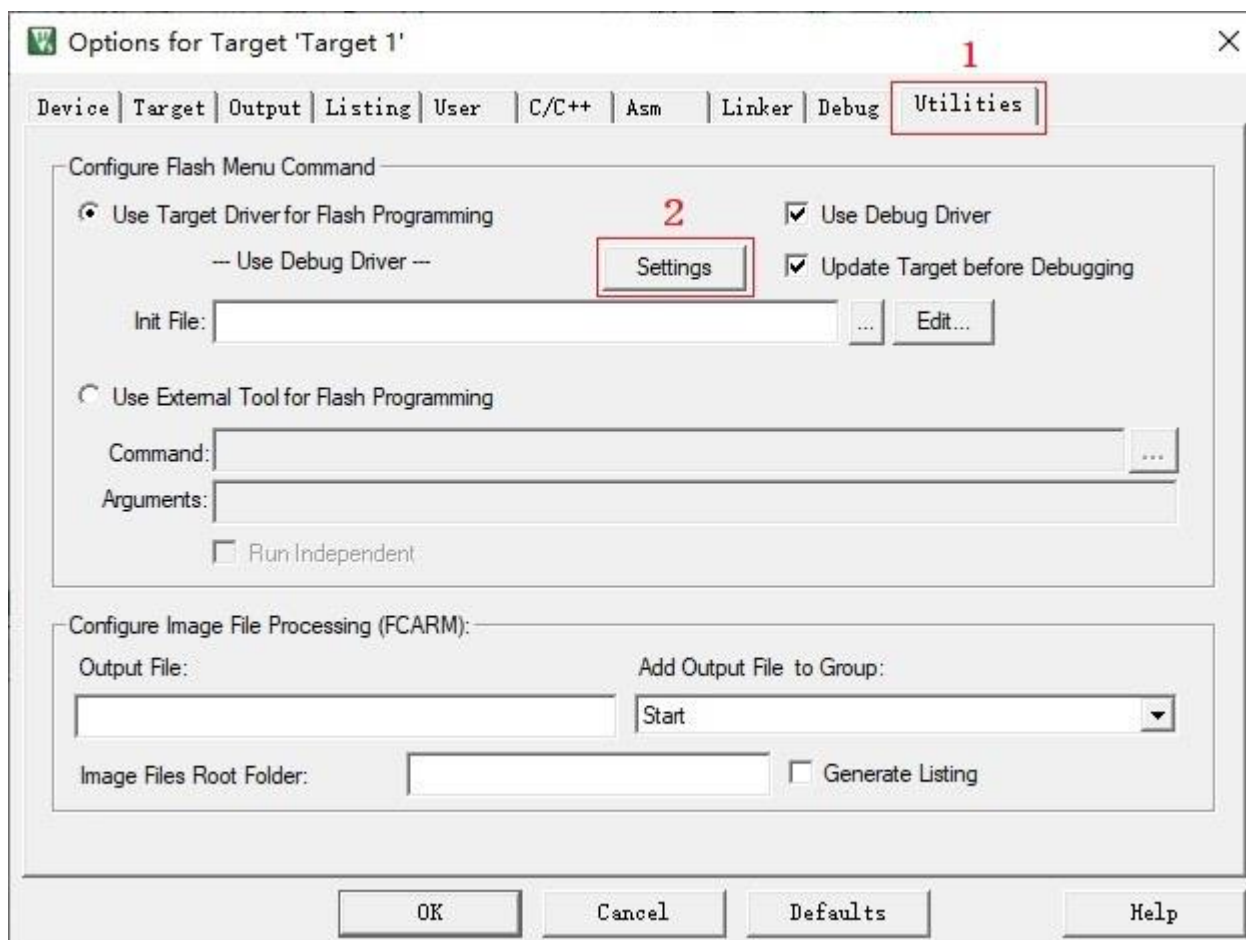 Options for Target 'Target 1'
1
Device Target Output Listing User C/C++ Asm Linker Debug Utilities
Configure Flash Menu Command
Use Target Driver for Flash Programming
2
Use Debug Driver
--- Use Debug Driver ---
Settings
Update Target before Debugging
Init File:
...
Edit...
Use External Tool for Flash Programming
Command:
...
Arguments:
Run Independent
Configure Image File Processing (FCARM):
Output File:
Add Output File to Group:
Start
Image Files Root Folder:
Generate Listing
OK Cancel Defaults Help